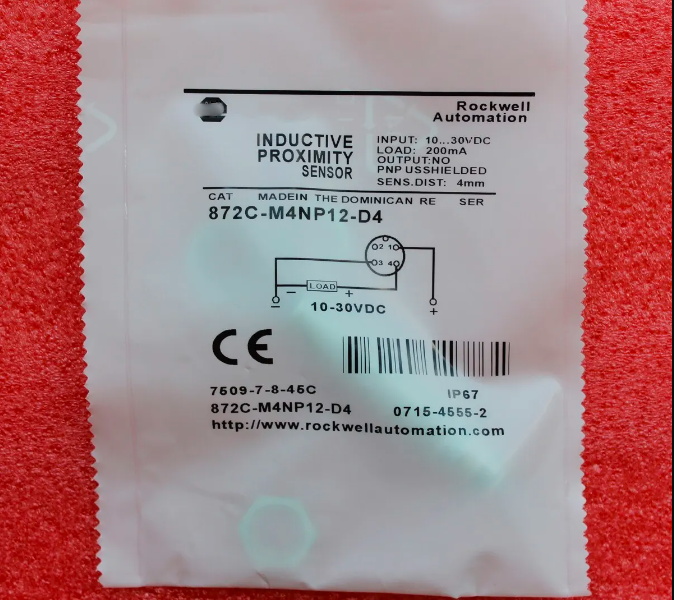 Rockwell
Automation
INDUCTIVE
PROXIMITY
SENSOR
INPUT: 10...30VDC
LOAD: 200mA
OUTPUT:NO
PNP USSHIELDED
SENS.DIST: 4mm
CAT MADEIN THE DOMINICAN RE SER
872C-M4NP12-D4
2 1
3 4
LOAD
− +
− +
10-30VDC
CE
7509-7-8-45C IP67
872C-M4NP12-D4 0715-4555-2
http://www.rockwellautomation.com